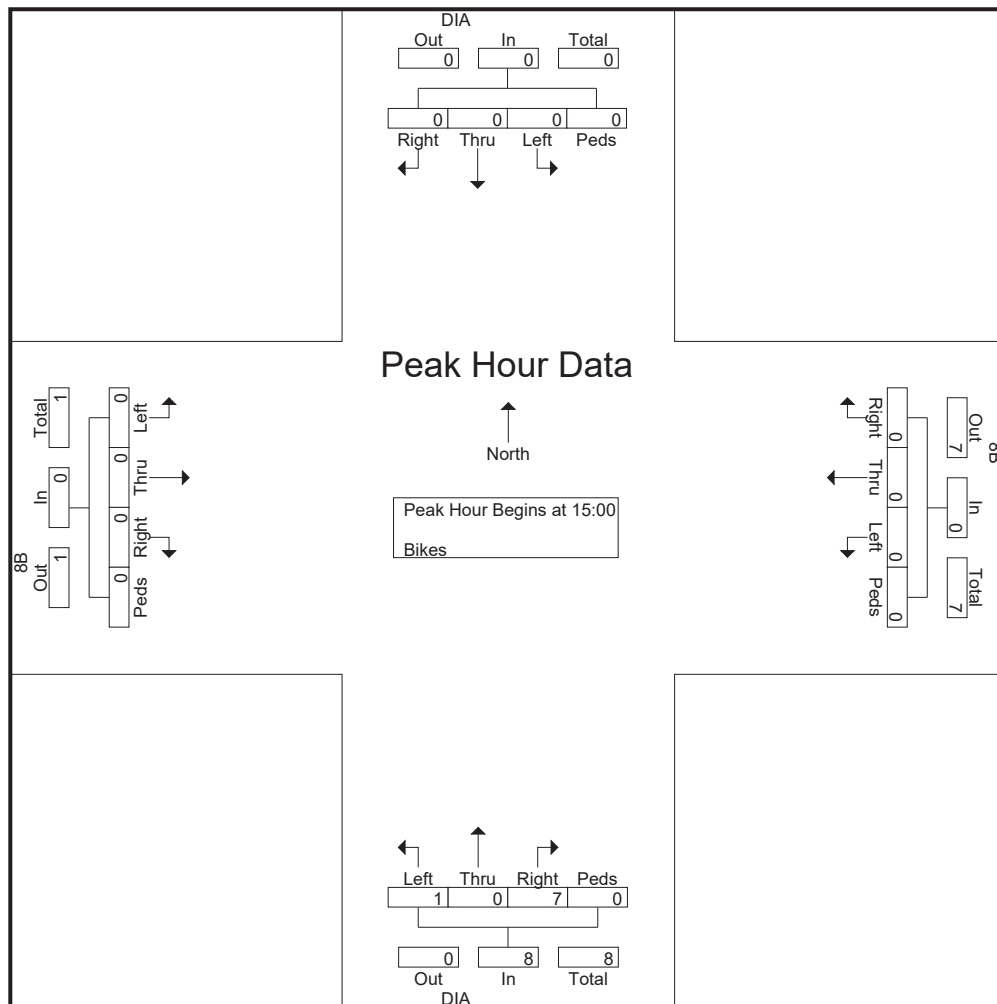 DIA
Out In Total
0 0 0
0 0 0 0
Right Thru Left Peds
Peak Hour Data
North
Peak Hour Begins at 15:00
Bikes
Total In Out
1 0 1
8B
0 0 0 0
Left Thru Right Peds
Right Thru Left Peds
0 0 0 0
Out In Total
7 0 7
8B
Left Thru Right Peds
1 0 7 0
0 8 8
Out In Total
DIA